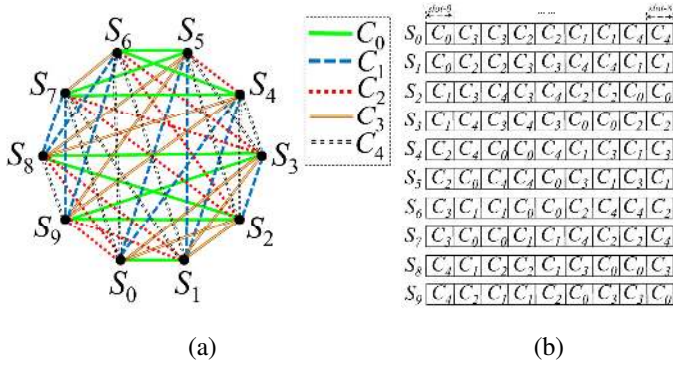 (a)
S6 S5
S7 S4
S8 S3
S9 S2
S0 S1
C0
C1
C2
C3
C4
slot-0 ... ... slot-8
S0 C0 C3 C3 C2 C2 C1 C1 C4 C4
S1 C0 C2 C2 C3 C3 C4 C4 C1 C1
S2 C1 C3 C4 C3 C4 C2 C2 C0 C0
S3 C1 C4 C3 C4 C3 C0 C0 C2 C2
S4 C2 C4 C0 C0 C4 C1 C3 C1 C3
S5 C2 C0 C4 C4 C0 C3 C1 C3 C1
S6 C3 C1 C1 C0 C0 C2 C4 C4 C2
S7 C3 C0 C0 C1 C1 C4 C2 C2 C4
S8 C4 C1 C2 C2 C1 C3 C0 C0 C3
S9 C4 C2 C1 C1 C2 C0 C3 C3 C0
(a) (b)